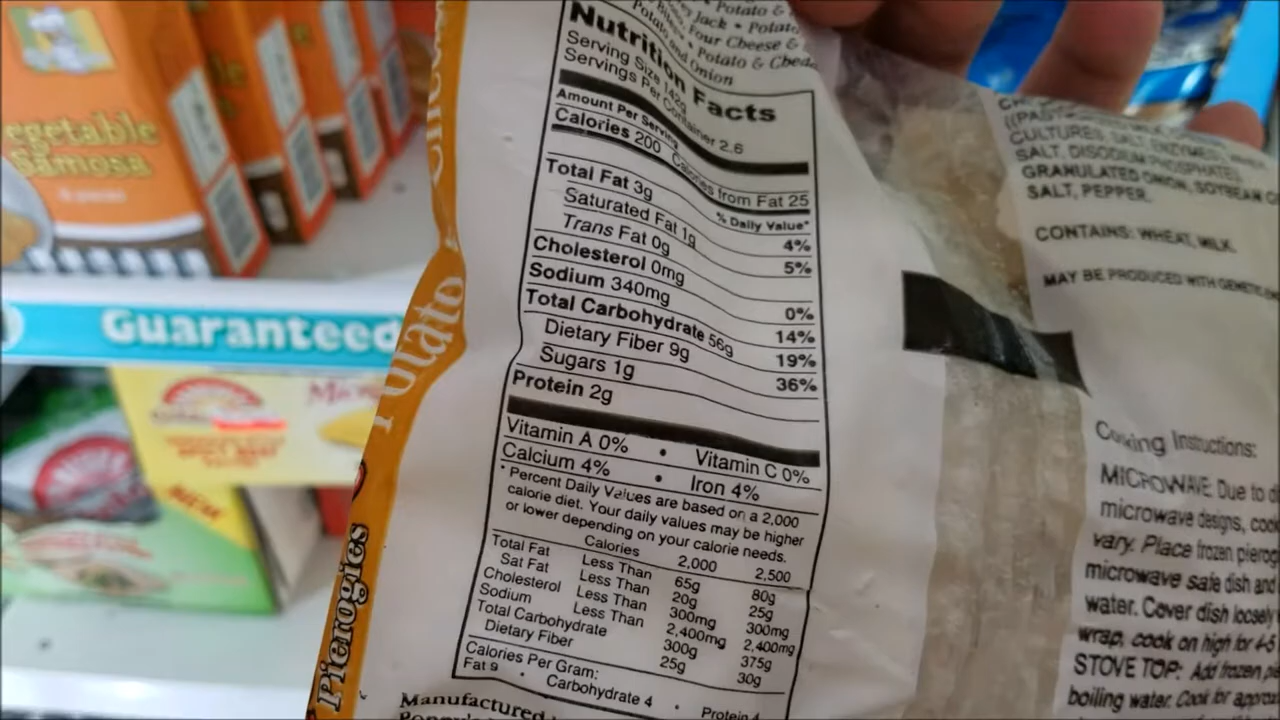 Potato &
Jack • Potato
Four Cheese &
Potato & Ched
Potato and Onion
Nutrition Facts
Serving Size 142g
Servings Per Container 2.6
Amount Per Serving
Calories 200 Calories from Fat 25
% Daily Value*
Total Fat 3g 4%
Saturated Fat 1g 5%
Trans Fat 0g
Cholesterol 0mg 0%
Sodium 340mg 14%
Total Carbohydrate 56g 19%
Dietary Fiber 9g 36%
Sugars 1g
Protein 2g
Vitamin A 0% • Vitamin C 0%
Calcium 4% • Iron 4%
* Percent Daily Values are based on a 2,000
calorie diet. Your daily values may be higher
or lower depending on your calorie needs.
Calories 2,000 2,500
Total Fat Less Than 65g 80g
Sat Fat Less Than 20g 25g
Cholesterol Less Than 300mg 300mg
Sodium Less Than 2,400mg 2,400mg
Total Carbohydrate 300g 375g
Dietary Fiber 25g 30g
Calories Per Gram:
Fat 9 • Carbohydrate 4 • Protein 4
Manufactured
CULTURES, SALT, ENZYMES
SALT, DISODIUM PHOSPHATE
GRANULATED ONION, SOYBEAN
SALT, PEPPER.
CONTAINS: WHEAT, MILK.
MAY BE PRODUCED WITH GENETIC
Cooking Instructions:
MICROWAVE: Due to
microwave designs, cook
vary. Place frozen pierog
microwave safe dish and
water. Cover dish loosely
wrap, cook on high for 4-5
STOVE TOP: Add frozen
boiling water. Cook for
Potato &
Pierogies
egetable
Samosa
Guaranteed
NEW